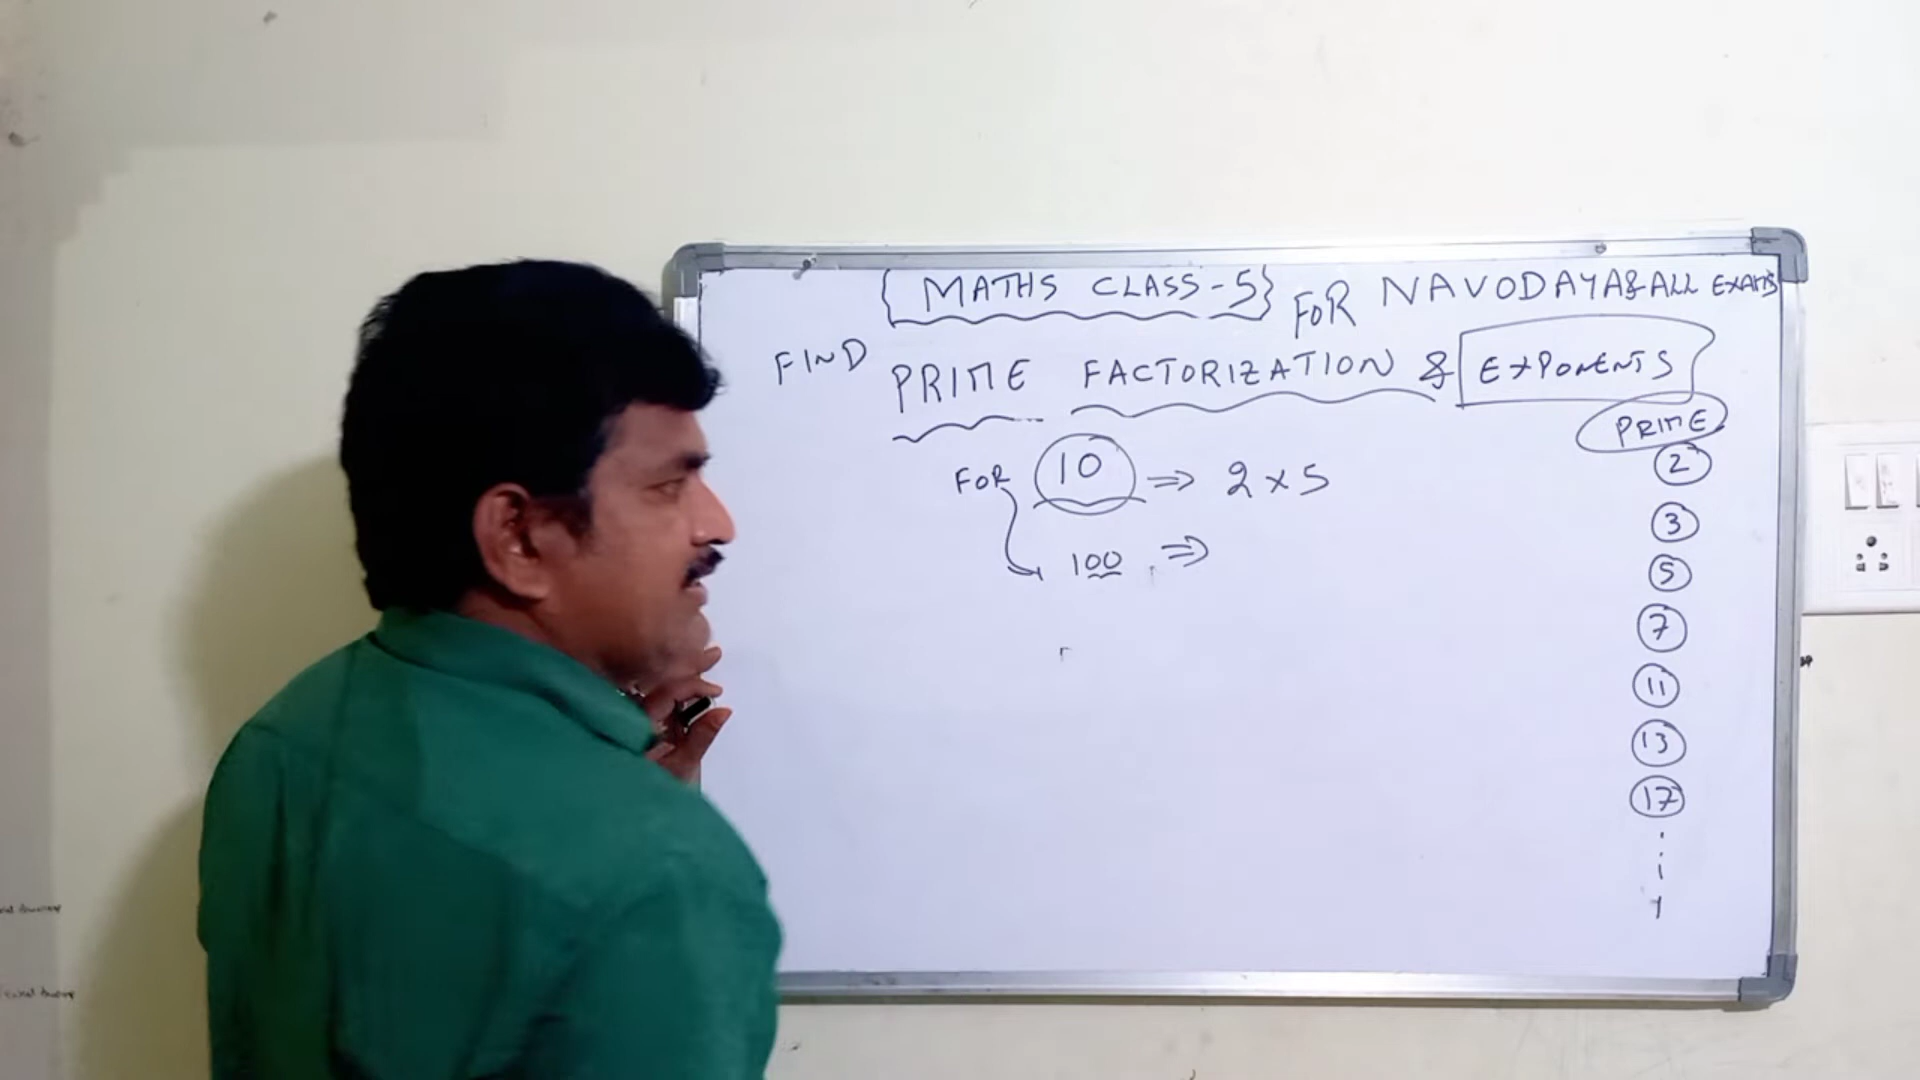 {MATHS CLASS-5} FOR NAVODAYA & ALL EXAMS
FIND PRIME FACTORIZATION & EXPONENTS
PRIME
FOR 10 ⇒ 2 × 5
100 ⇒
2
3
5
7
11
13
17